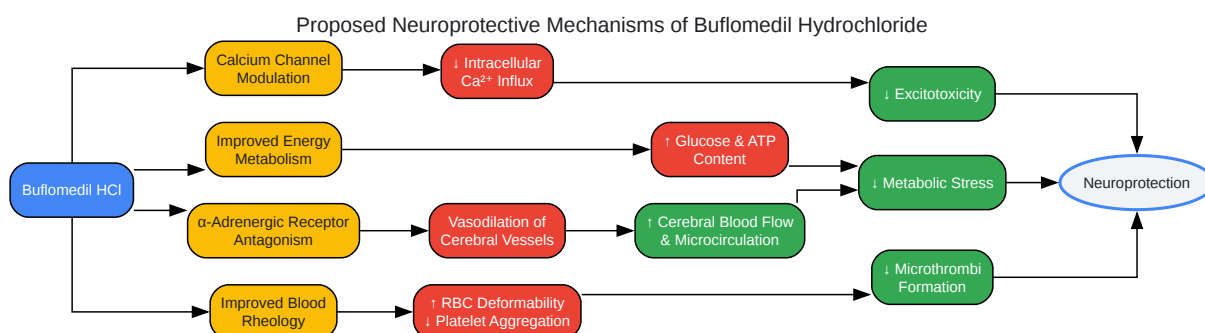 Proposed Neuroprotective Mechanisms of Buflomedil Hydrochloride
Buflomedil HCl
Calcium Channel
Modulation
↓ Intracellular
Ca²⁺ Influx
↓ Excitotoxicity
Improved Energy
Metabolism
↑ Glucose & ATP
Content
↓ Metabolic Stress
Neuroprotection
α-Adrenergic Receptor
Antagonism
Vasodilation of
Cerebral Vessels
↑ Cerebral Blood Flow
& Microcirculation
Improved Blood
Rheology
↑ RBC Deformability
↓ Platelet Aggregation
↓ Microthrombi
Formation